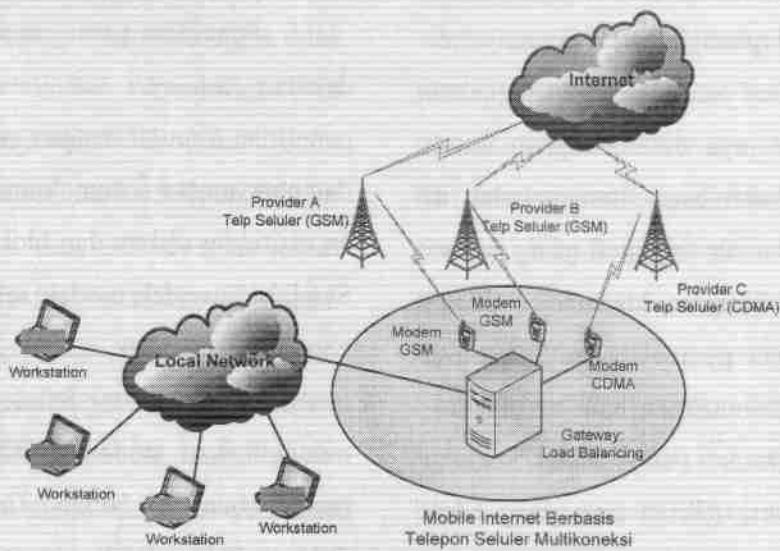 Internet
Provider A
Telp Seluler (GSM)
Provider B
Telp Seluler (GSM)
Provider C
Telp Seluler (CDMA)
Modem
GSM
Modem
GSM
Modem
CDMA
Local Network
Workstation
Workstation
Workstation
Workstation
Gateway
Load Balancing
Mobile Internet Berbasis
Telepon Seluler Multikoneksi